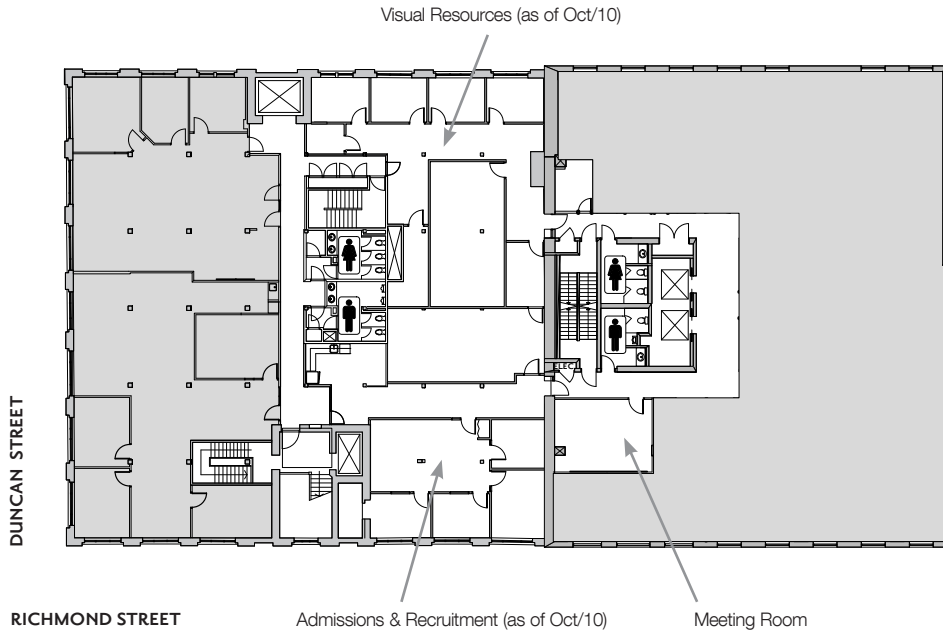 Visual Resources (as of Oct/10)
ELEC
DUNCAN STREET
RICHMOND STREET
Admissions & Recruitment (as of Oct/10)
Meeting Room